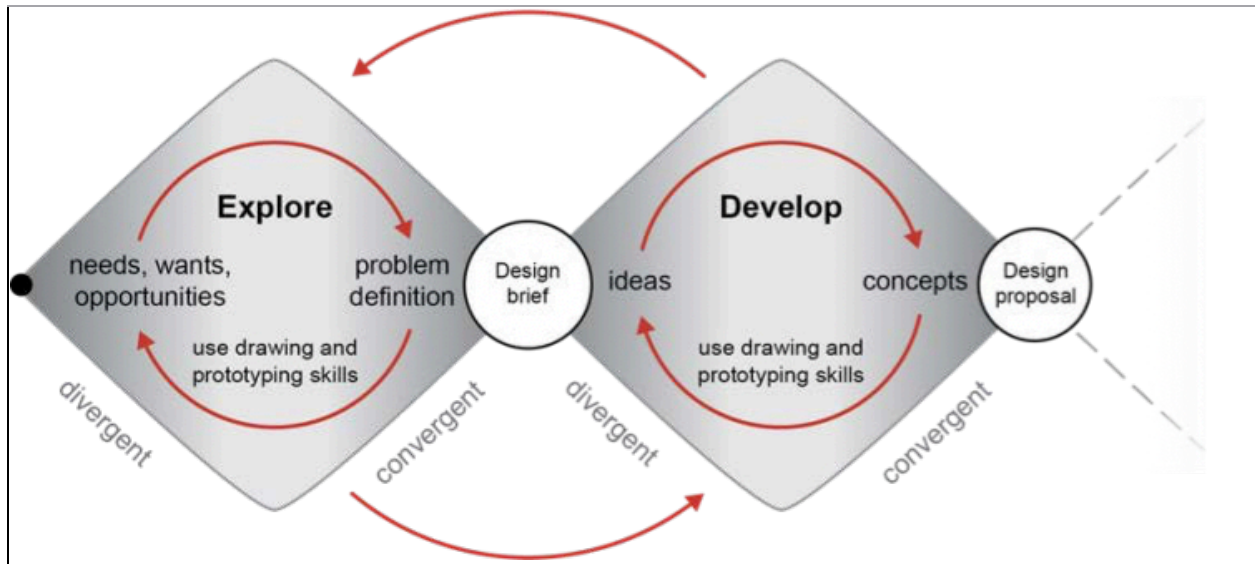 Explore
needs, wants,
opportunities
problem
definition
use drawing and
prototyping skills
divergent
convergent
Design
brief
Develop
ideas
concepts
use drawing and
prototyping skills
divergent
convergent
Design
proposal